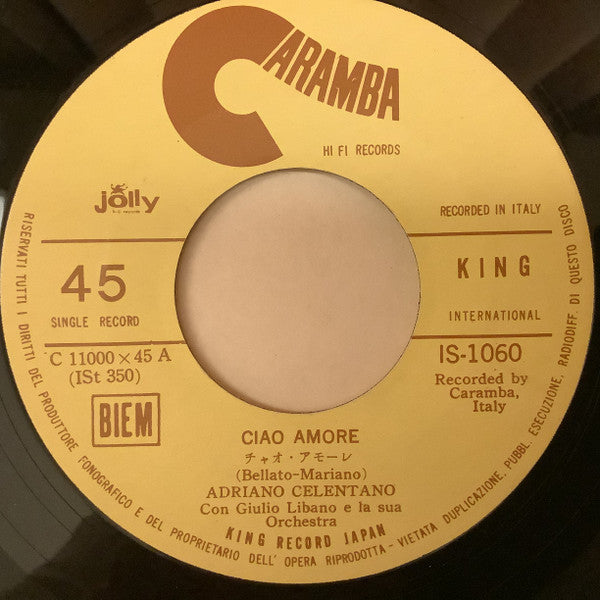 CARAMBA
HI FI RECORDS
jolly
hi-fi records
RECORDED IN ITALY
45
SINGLE RECORD
KING
INTERNATIONAL
C 11000 × 45 A
(ISt 350)
IS-1060
Recorded by
Caramba,
Italy
BIEM
CIAO AMORE
チャオ・アモーレ
(Bellato-Mariano)
ADRIANO CELENTANO
Con Giulio Libano e la sua
Orchestra
KING RECORD JAPAN
RISERVATI TUTTI I DIRITTI DEL PRODUTTORE FONOGRAFICO E DEL PROPRIETARIO DELL' OPERA RIPRODOTTA - VIETATA DUPLICAZIONE, PUBBL. ESECUZIONE, RADIODIFF. DI QUESTO DISCO